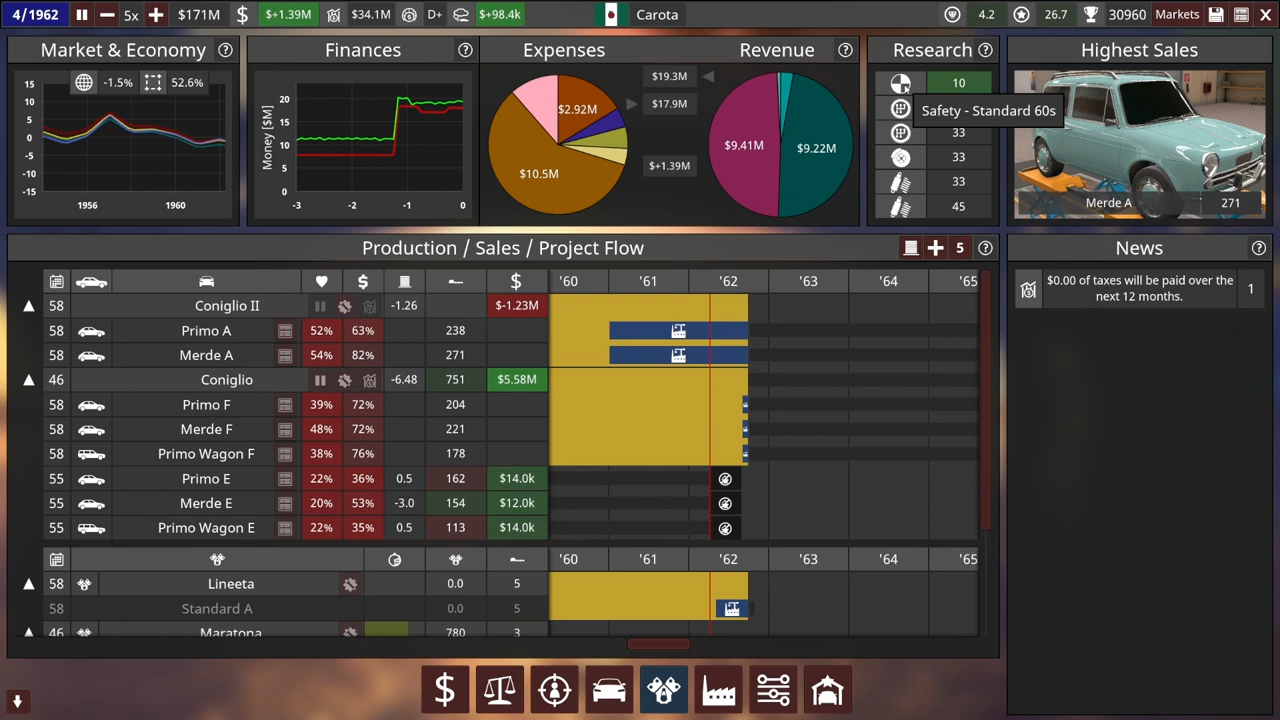 4/1962 5x $171M $ $+1.39M $34.1M D+ $+98.4k Carota 4.2 26.7 30960 Markets
Market & Economy ?
-1.5% 52.6%
15
10
5
0
-5
-10
-15
1956 1960
Finances ?
Money [$M]
20
15
10
5
0
-3 -2 -1 0
Expenses Revenue ?
$2.92M
$10.5M
$19.3M
$17.9M
$+1.39M
$9.41M
$9.22M
Research ?
10
Safety - Standard 60s
33
33
33
45
Highest Sales
Merde A 271
Production / Sales / Project Flow 5 ?
$ $ '60 '61 '62 '63 '64 '65
58 Coniglio II -1.26 $-1.23M
58 Primo A 52% 63% 238
58 Merde A 54% 82% 271
46 Coniglio -6.48 751 $5.58M
58 Primo F 39% 72% 204
58 Merde F 48% 72% 221
58 Primo Wagon F 38% 76% 178
55 Primo E 22% 36% 0.5 162 $14.0k
55 Merde E 20% 53% -3.0 154 $12.0k
55 Primo Wagon E 22% 35% 0.5 113 $14.0k
'60 '61 '62 '63 '64 '65
58 Lineeta 0.0 5
58 Standard A 0.0 5
46 Maratona 780 3
News ?
$0.00 of taxes will be paid over the
next 12 months.
1
$